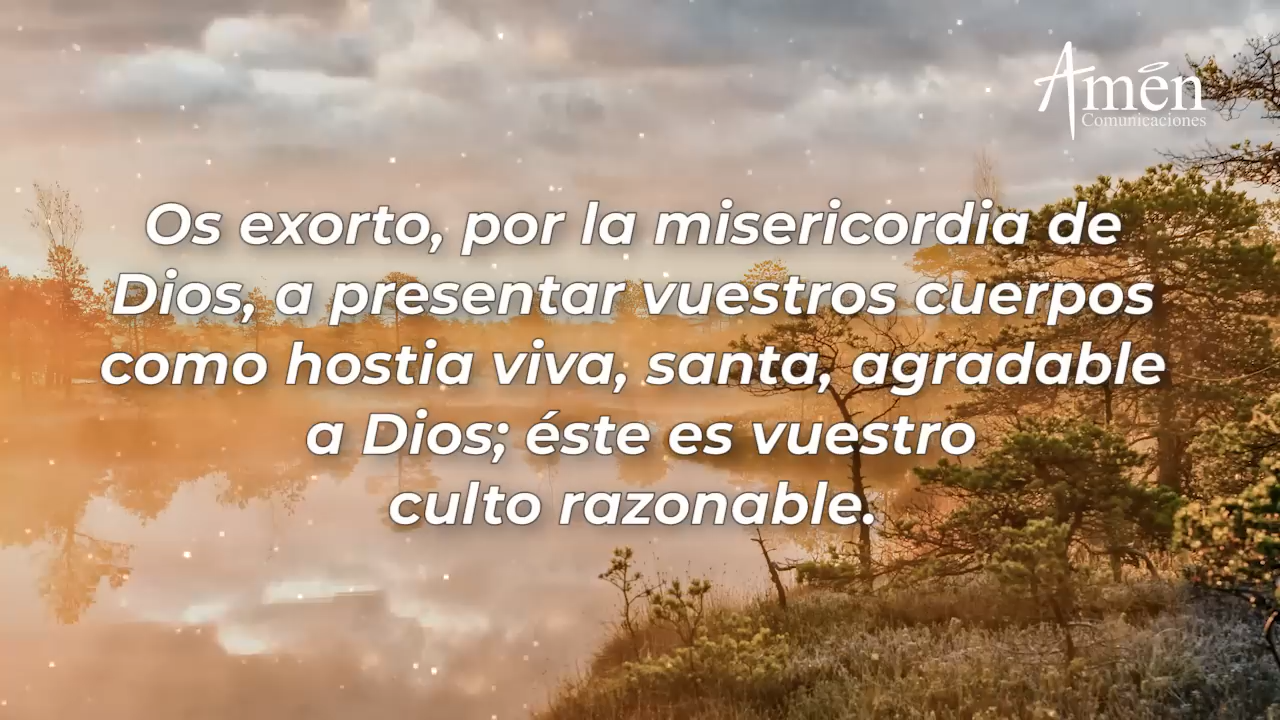 Amén
Comunicaciones
Os exorto, por la misericordia de
Dios, a presentar vuestros cuerpos
como hostia viva, santa, agradable
a Dios; éste es vuestro
culto razonable.